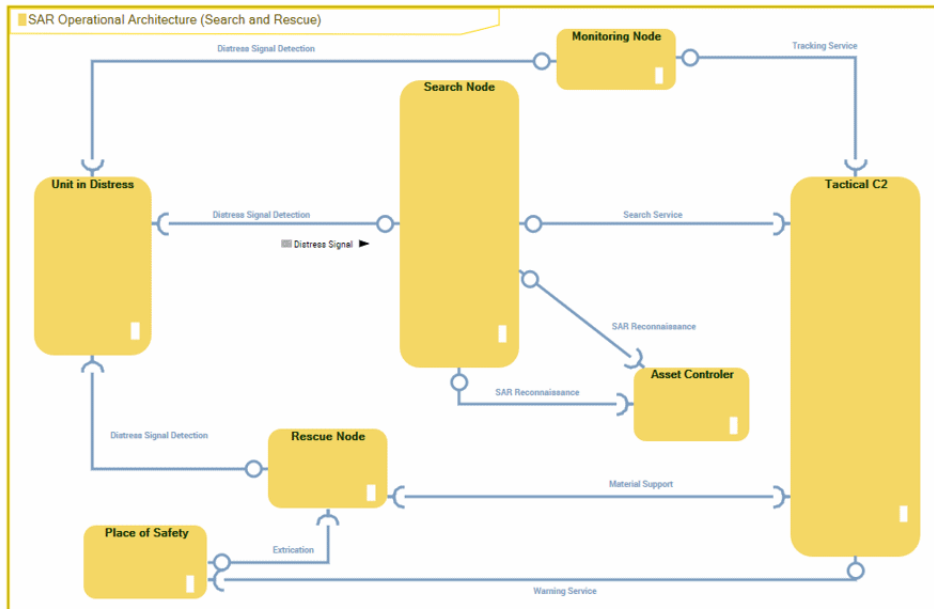 SAR Operational Architecture (Search and Rescue)
Monitoring Node
Distress Signal Detection
Tracking Service
Search Node
Unit in Distress
Tactical C2
Distress Signal Detection
Search Service
Distress Signal
SAR Reconnaissance
Asset Controler
SAR Reconnaissance
Distress Signal Detection
Rescue Node
Material Support
Place of Safety
Extrication
Warning Service